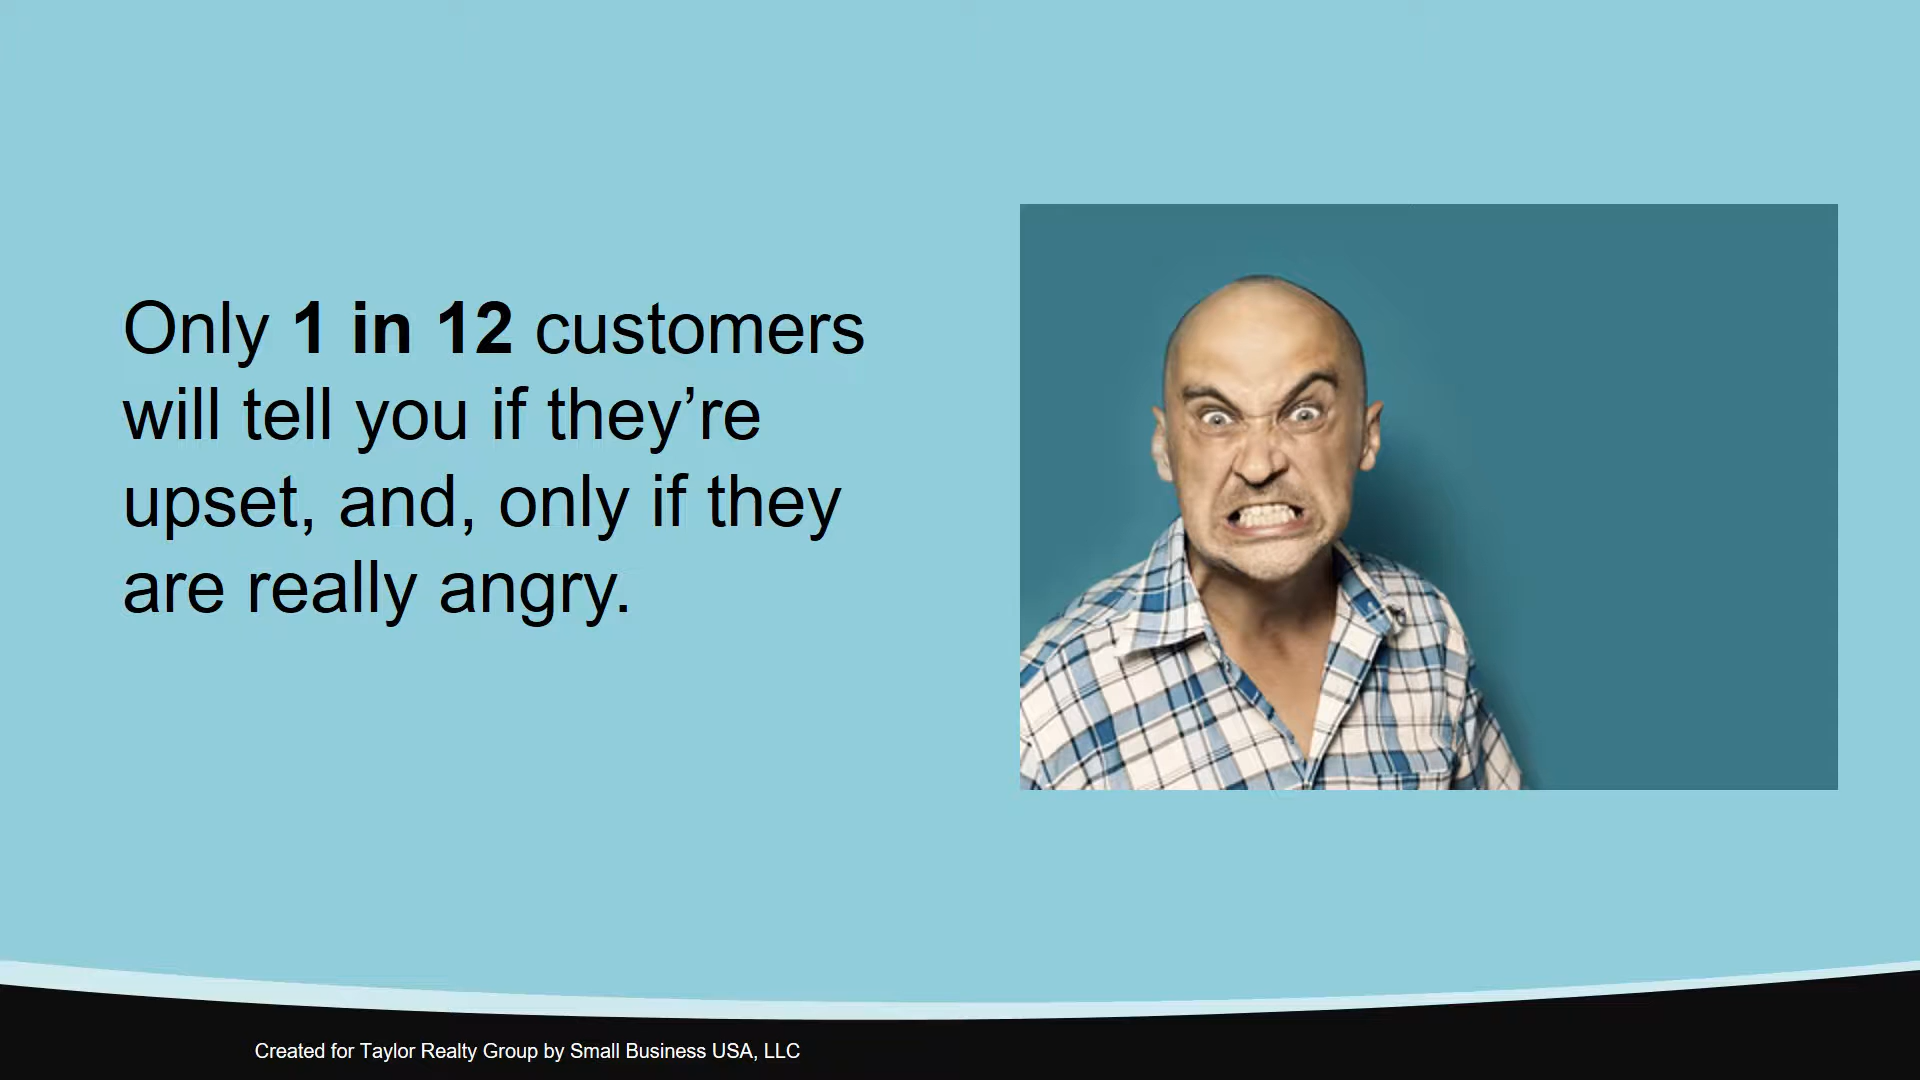 Only 1 in 12 customers
will tell you if they’re
upset, and, only if they
are really angry.
Created for Taylor Realty Group by Small Business USA, LLC